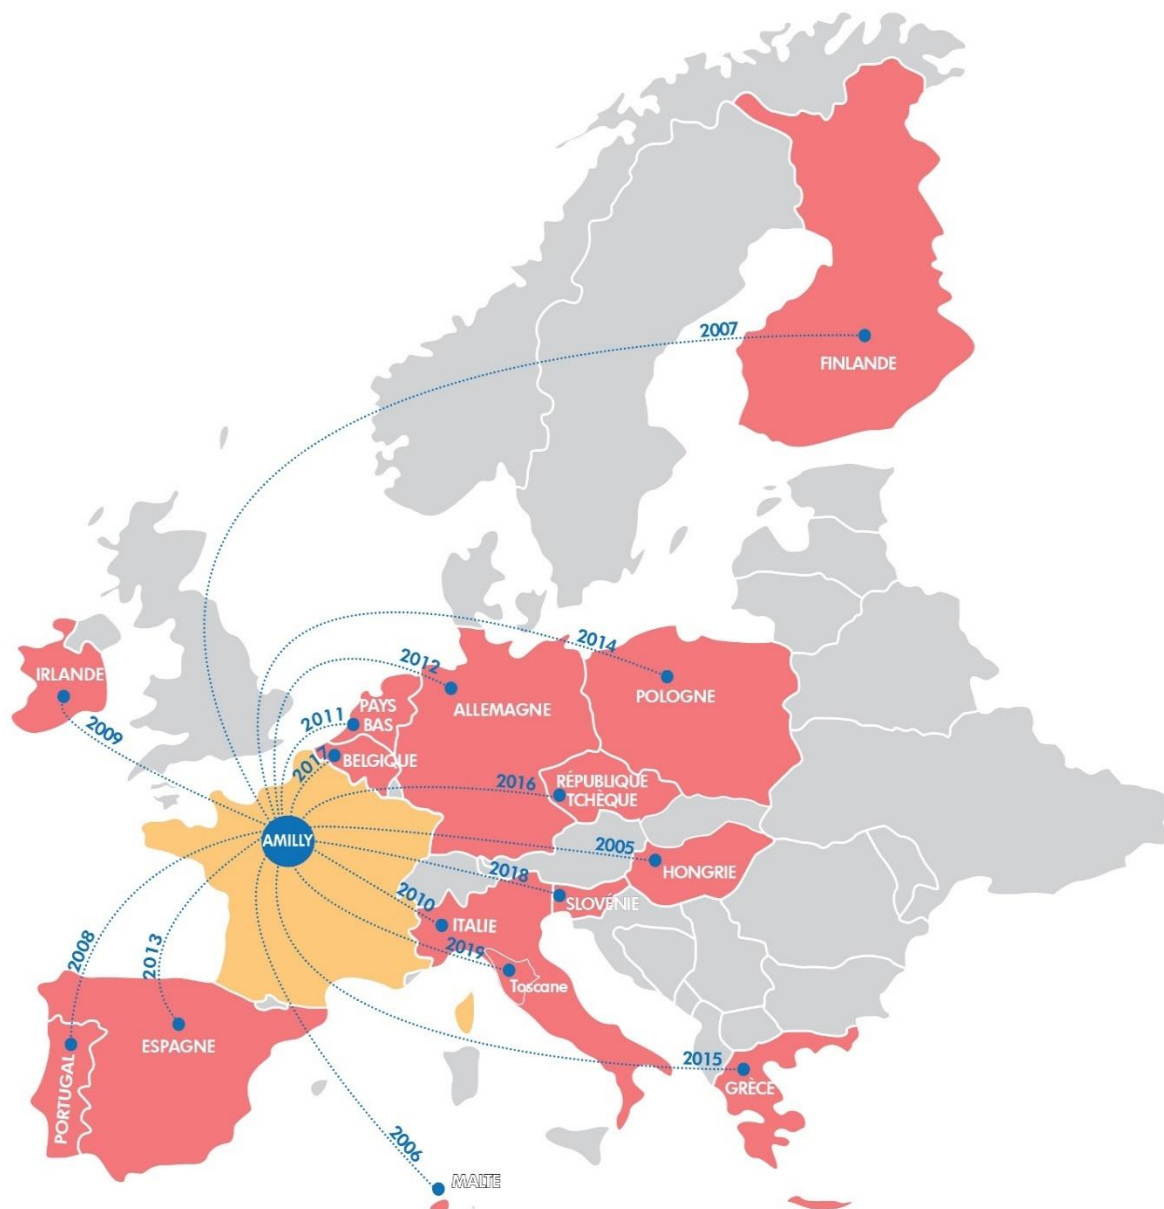 2007
FINLANDE
2014
2012
IRLANDE
POLOGNE
PAYS
BAS
ALLEMAGNE
2011
2009
2017
BELGIQUE
2016
RÉPUBLIQUE
TCHÈQUE
AMILLY
2005
HONGRIE
2018
SLOVÉNIE
2010
ITALIE
2008
2013
2019
Toscane
ESPAGNE
2015
GRÈCE
PORTUGAL
2006
MALTE